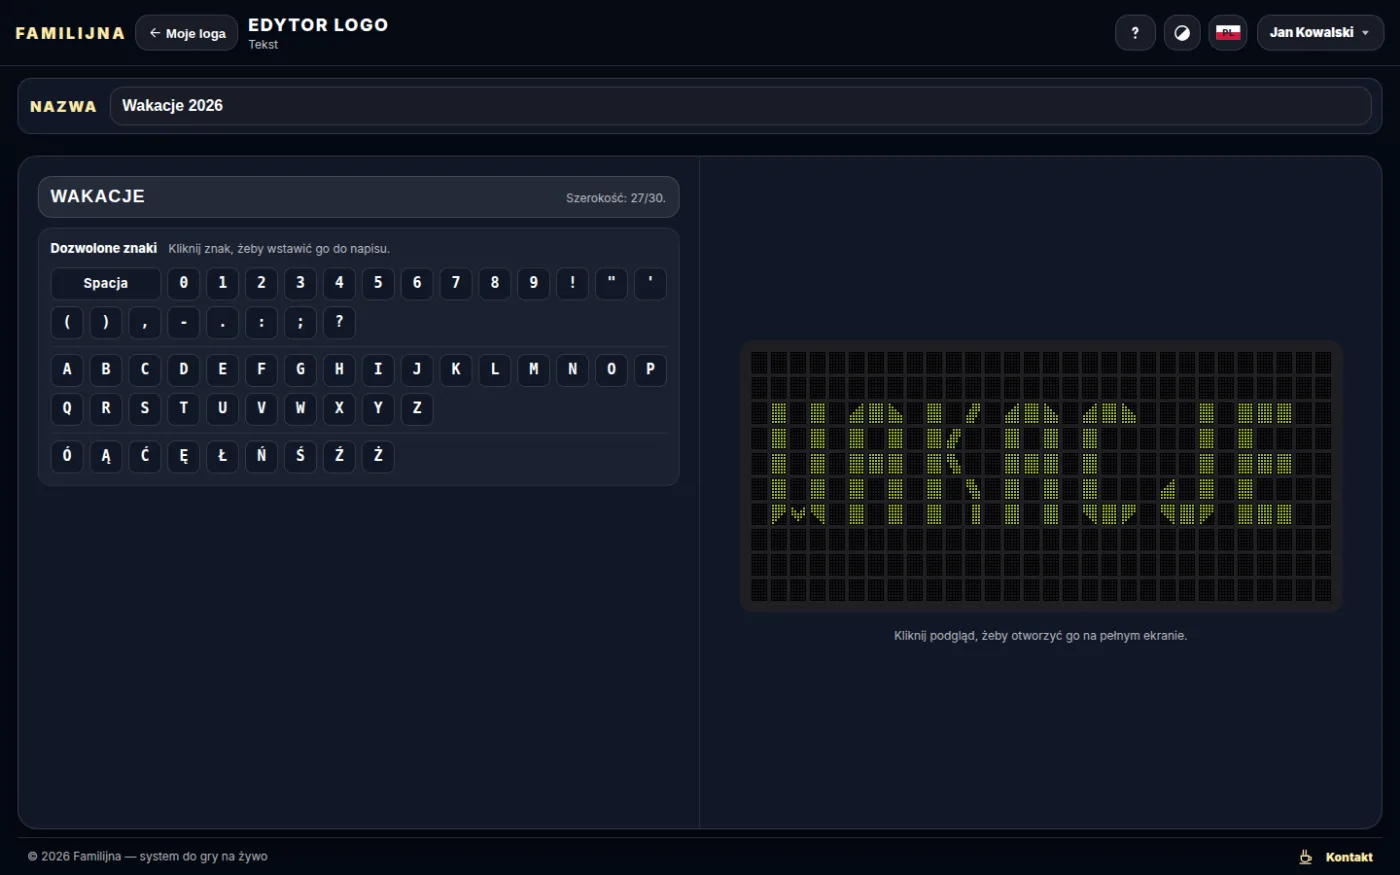 FAMILIJNA
← Moje loga
EDYTOR LOGO
Tekst
?
PL
Jan Kowalski
NAZWA
Wakacje 2026
WAKACJE
Szerokość: 27/30.
Dozwolone znaki Kliknij znak, żeby wstawić go do napisu.
Spacja 0 1 2 3 4 5 6 7 8 9 ! " '
( ) , - . : ; ?
A B C D E F G H I J K L M N O P
Q R S T U V W X Y Z
Ó Ą Ć Ę Ł Ń Ś Ź Ż
WAKACJE
Kliknij podgląd, żeby otworzyć go na pełnym ekranie.
© 2026 Familijna — system do gry na żywo
Kontakt